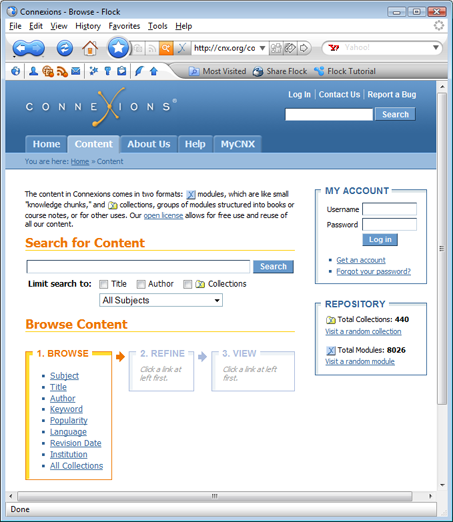 Connexions - Browse - Flock
File Edit View History Favorites Tools Help
http://cnx.org/co
Yahoo!
Most Visited Share Flock Flock Tutorial
Log In Contact Us Report a Bug
CONNEXIONS®
Search
Home Content About Us Help MyCNX
You are here: Home » Content
The content in Connexions comes in two formats: modules, which are like small
"knowledge chunks," and collections, groups of modules structured into books or
course notes, or for other uses. Our open license allows for free use and reuse of
all our content.
MY ACCOUNT
Username
Password
Log in
Get an account
Forgot your password?
Search for Content
Search
Limit search to: Title Author Collections
All Subjects
REPOSITORY
Total Collections: 440
Visit a random collection
Total Modules: 8026
Visit a random module
Browse Content
1. BROWSE
Subject
Title
Author
Keyword
Popularity
Language
Revision Date
Institution
All Collections
2. REFINE
Click a link at
left first.
3. VIEW
Click a link at
left first.
Done